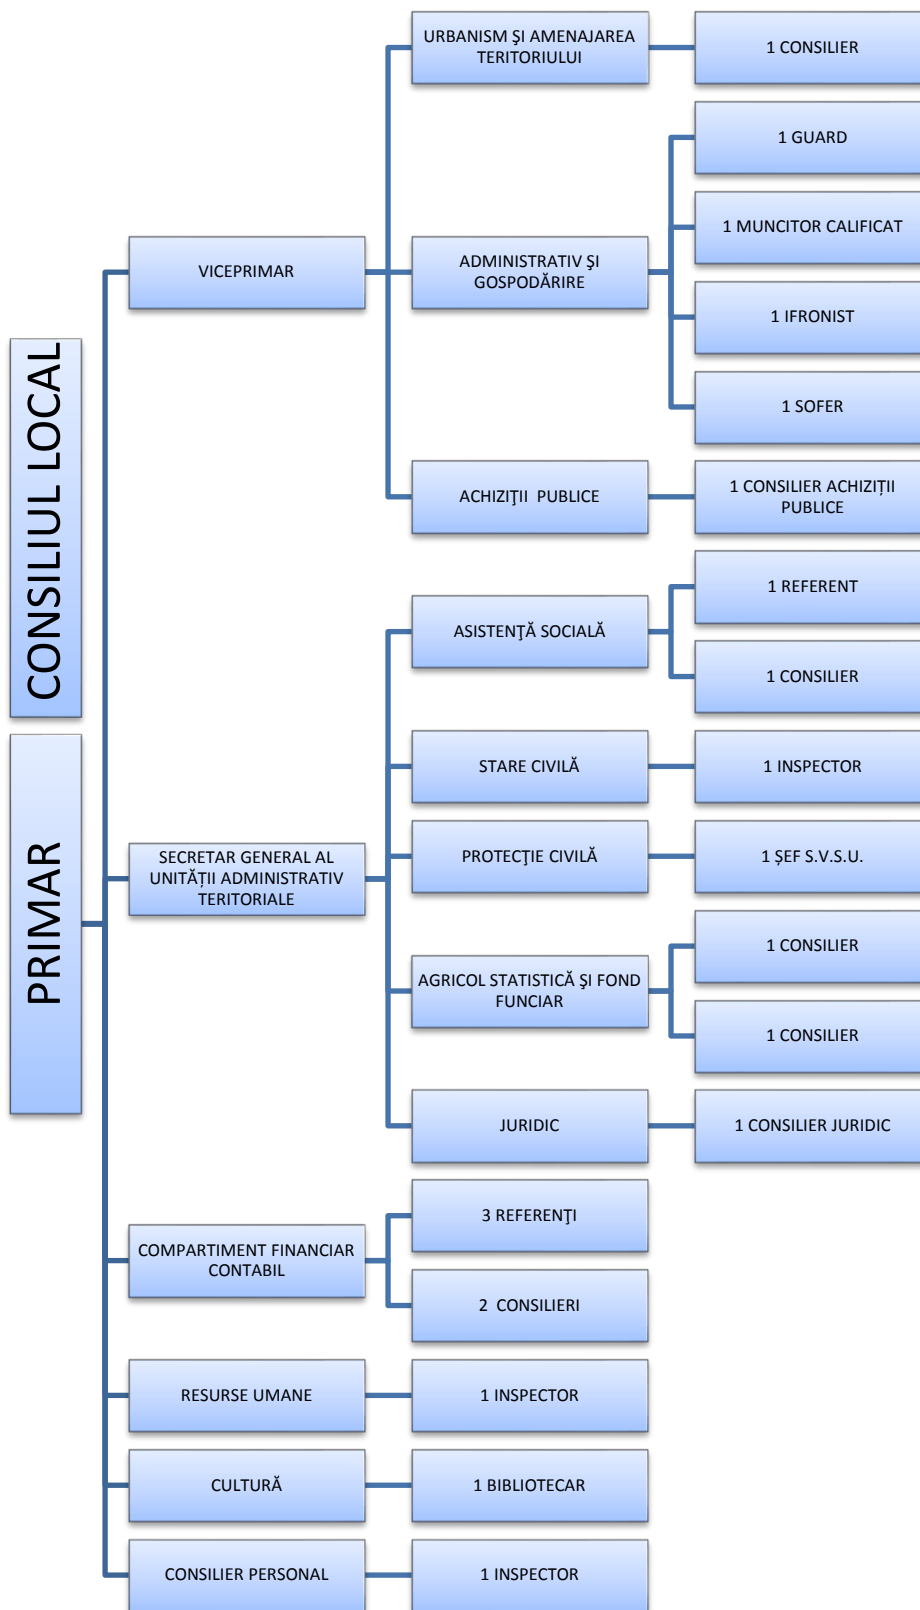 CONSILIUL LOCAL
PRIMAR
VICEPRIMAR
URBANISM ŞI AMENAJAREA
TERITORIULUI
1 CONSILIER
ADMINISTRATIV ŞI
GOSPODĂRIRE
1 GUARD
1 MUNCITOR CALIFICAT
1 IFRONIST
1 SOFER
ACHIZIŢII PUBLICE
1 CONSILIER ACHIZIȚII
PUBLICE
SECRETAR GENERAL AL
UNITĂȚII ADMINISTRATIV
TERITORIALE
ASISTENŢĂ SOCIALĂ
1 REFERENT
1 CONSILIER
STARE CIVILĂ
1 INSPECTOR
PROTECŢIE CIVILĂ
1 ȘEF S.V.S.U.
AGRICOL STATISTICĂ ŞI FOND
FUNCIAR
1 CONSILIER
1 CONSILIER
JURIDIC
1 CONSILIER JURIDIC
COMPARTIMENT FINANCIAR
CONTABIL
3 REFERENŢI
2 CONSILIERI
RESURSE UMANE
1 INSPECTOR
CULTURĂ
1 BIBLIOTECAR
CONSILIER PERSONAL
1 INSPECTOR